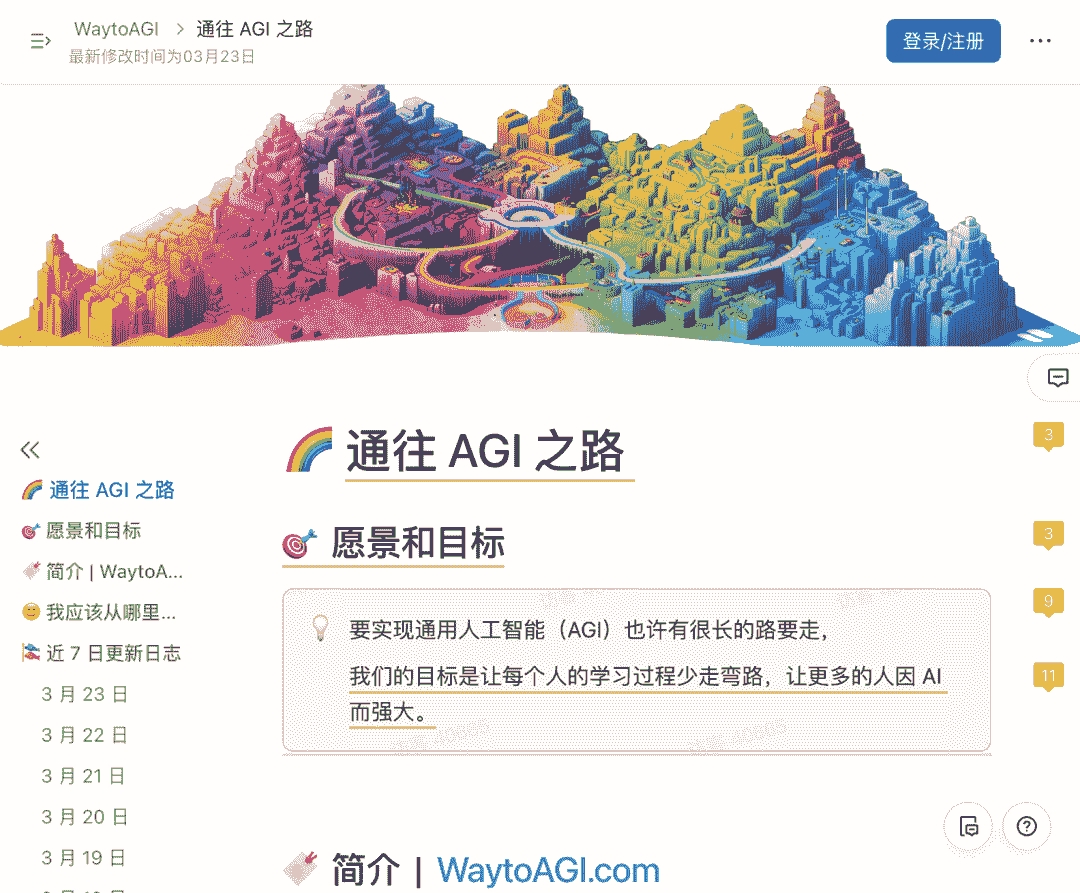 WaytoAGI > 通往 AGI 之路
最新修改时间为03月23日
登录/注册
通往 AGI 之路
愿景和目标
简介 | WaytoA...
我应该从哪里...
近 7 日更新日志
3 月 23 日
3 月 22 日
3 月 21 日
3 月 20 日
3 月 19 日
通往 AGI 之路
愿景和目标
要实现通用人工智能（AGI）也许有很长的路要走，
我们的目标是让每个人的学习过程少走弯路，让更多的人因 AI
而强大。
简介 | WaytoAGI.com
3
3
9
11